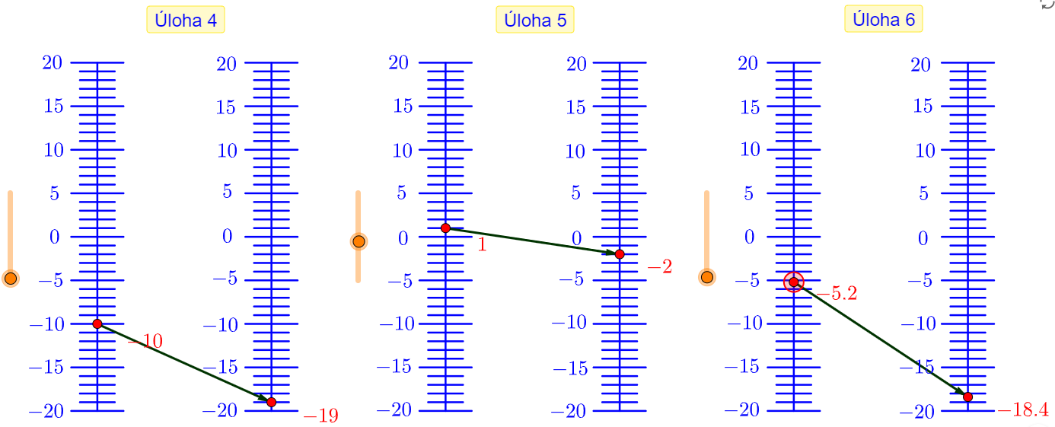 Úloha 4 Úloha 5 Úloha 6
20 20 20 20 20 20
15 15 15 15 15 15
10 10 10 10 10 10
5 5 5 5 5 5
0 0 0 0 0 0
1
−2
−5 −5 −5 −5 −5 −5
−5.2
−10 −10 −10 −10 −10 −10
−10
−15 −15 −15 −15 −15 −15
−20 −20 −20 −20 −20 −20
−19 −18.4